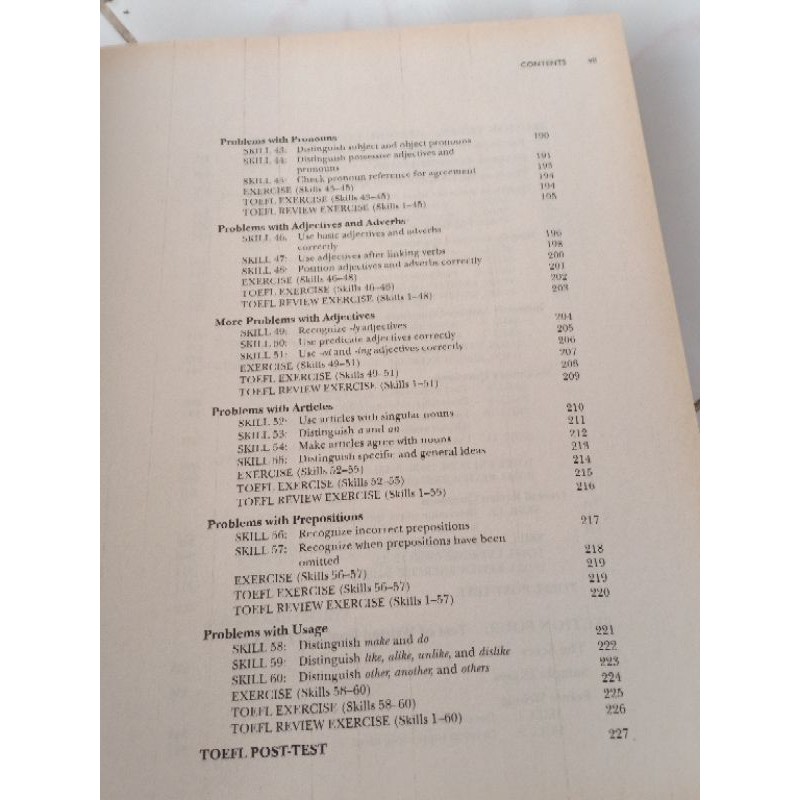 CONTENTS vii
Problems with Pronouns
SKILL 43: Distinguish subject and object pronouns 190
SKILL 44: Distinguish possessive adjectives and
pronouns 191
SKILL 45: Check pronoun reference for agreement 193
EXERCISE (Skills 43–45) 194
TOEFL EXERCISE (Skills 43–45) 194
TOEFL REVIEW EXERCISE (Skills 1–45) 195
Problems with Adjectives and Adverbs
SKILL 46: Use basic adjectives and adverbs
correctly 196
SKILL 47: Use adjectives after linking verbs 198
SKILL 48: Position adjectives and adverbs correctly 200
EXERCISE (Skills 46–48) 201
TOEFL EXERCISE (Skills 46–48) 202
TOEFL REVIEW EXERCISE (Skills 1–48) 203
More Problems with Adjectives
SKILL 49: Recognize -ly adjectives 204
SKILL 50: Use predicate adjectives correctly 205
SKILL 51: Use -ed and -ing adjectives correctly 206
EXERCISE (Skills 49–51) 207
TOEFL EXERCISE (Skills 49–51) 208
TOEFL REVIEW EXERCISE (Skills 1–51) 209
Problems with Articles
SKILL 52: Use articles with singular nouns 210
SKILL 53: Distinguish a and an 211
SKILL 54: Make articles agree with nouns 212
SKILL 55: Distinguish specific and general ideas 213
EXERCISE (Skills 52–55) 214
TOEFL EXERCISE (Skills 52–55) 215
TOEFL REVIEW EXERCISE (Skills 1–55) 216
Problems with Prepositions
SKILL 56: Recognize incorrect prepositions 217
SKILL 57: Recognize when prepositions have been
omitted 218
EXERCISE (Skills 56–57) 219
TOEFL EXERCISE (Skills 56–57) 219
TOEFL REVIEW EXERCISE (Skills 1–57) 220
Problems with Usage
SKILL 58: Distinguish make and do 221
SKILL 59: Distinguish like, alike, unlike, and dislike 222
SKILL 60: Distinguish other, another, and others 223
EXERCISE (Skills 58–60) 224
TOEFL EXERCISE (Skills 58–60) 225
TOEFL REVIEW EXERCISE (Skills 1–60) 226
TOEFL POST-TEST 227